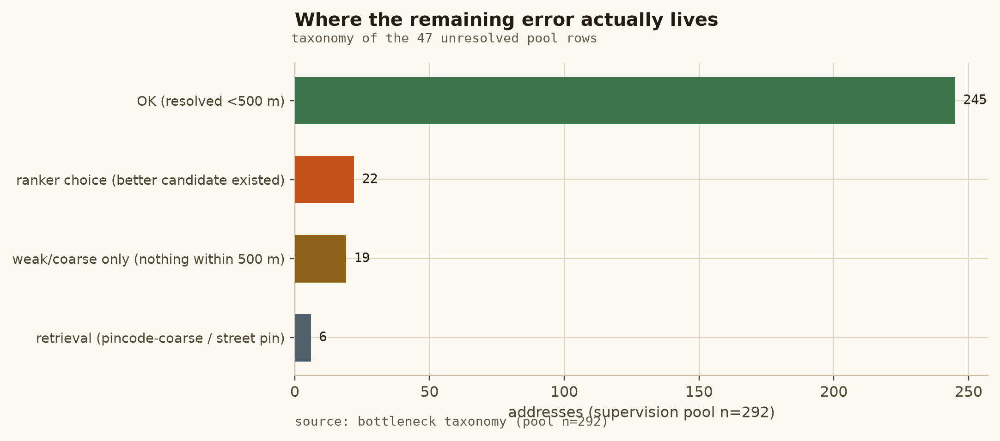 Where the remaining error actually lives
taxonomy of the 47 unresolved pool rows
OK (resolved <500 m)
245
ranker choice (better candidate existed)
22
weak/coarse only (nothing within 500 m)
19
retrieval (pincode-coarse / street pin)
6
0 50 100 150 200 250
addresses (supervision pool n=292)
source: bottleneck taxonomy (pool n=292)